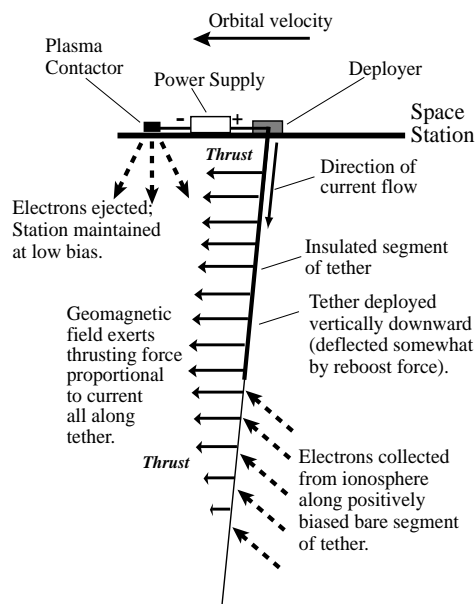 Orbital velocity
Plasma
Contactor
Power Supply
Deployer
- +
Space
Station
Thrust
Direction of
current flow
Electrons ejected;
Station maintained
at low bias.
Insulated segment
of tether
Geomagnetic
field exerts
thrusting force
proportional
to current
all along
tether.
Tether deployed
vertically downward
(deflected somewhat
by reboost force).
Thrust
Electrons collected
from ionosphere
along positively
biased bare segment
of tether.